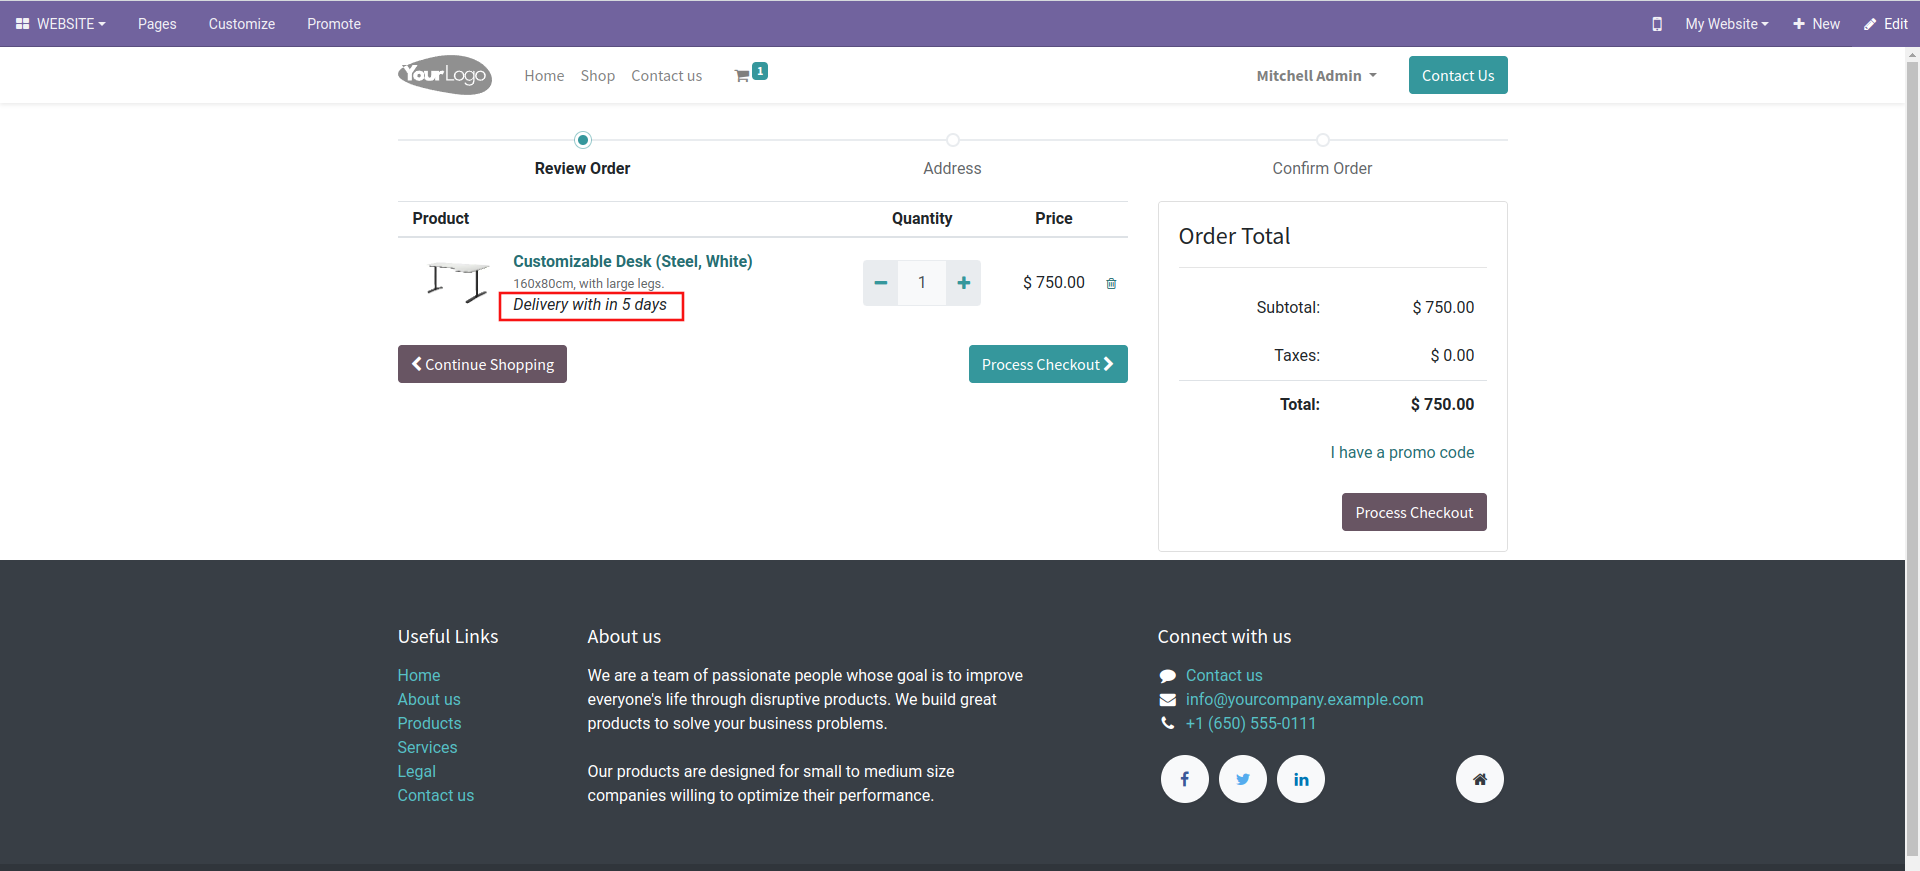 WEBSITE Pages Customize Promote My Website New Edit
YourLogo Home Shop Contact us 1 Mitchell Admin Contact Us
Review Order Address Confirm Order
Product Quantity Price
Customizable Desk (Steel, White)
160x80cm, with large legs.
Delivery with in 5 days
1 $ 750.00
Continue Shopping Process Checkout
Order Total
Subtotal: $ 750.00
Taxes: $ 0.00
Total: $ 750.00
I have a promo code
Process Checkout
Useful Links
Home
About us
Products
Services
Legal
Contact us
About us
We are a team of passionate people whose goal is to improve
everyone's life through disruptive products. We build great
products to solve your business problems.
Our products are designed for small to medium size
companies willing to optimize their performance.
Connect with us
Contact us
info@yourcompany.example.com
+1 (650) 555-0111